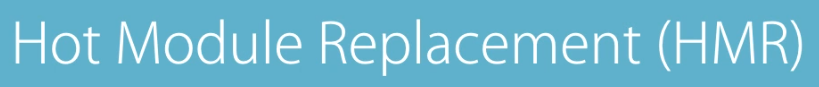 Hot Module Replacement (HMR)